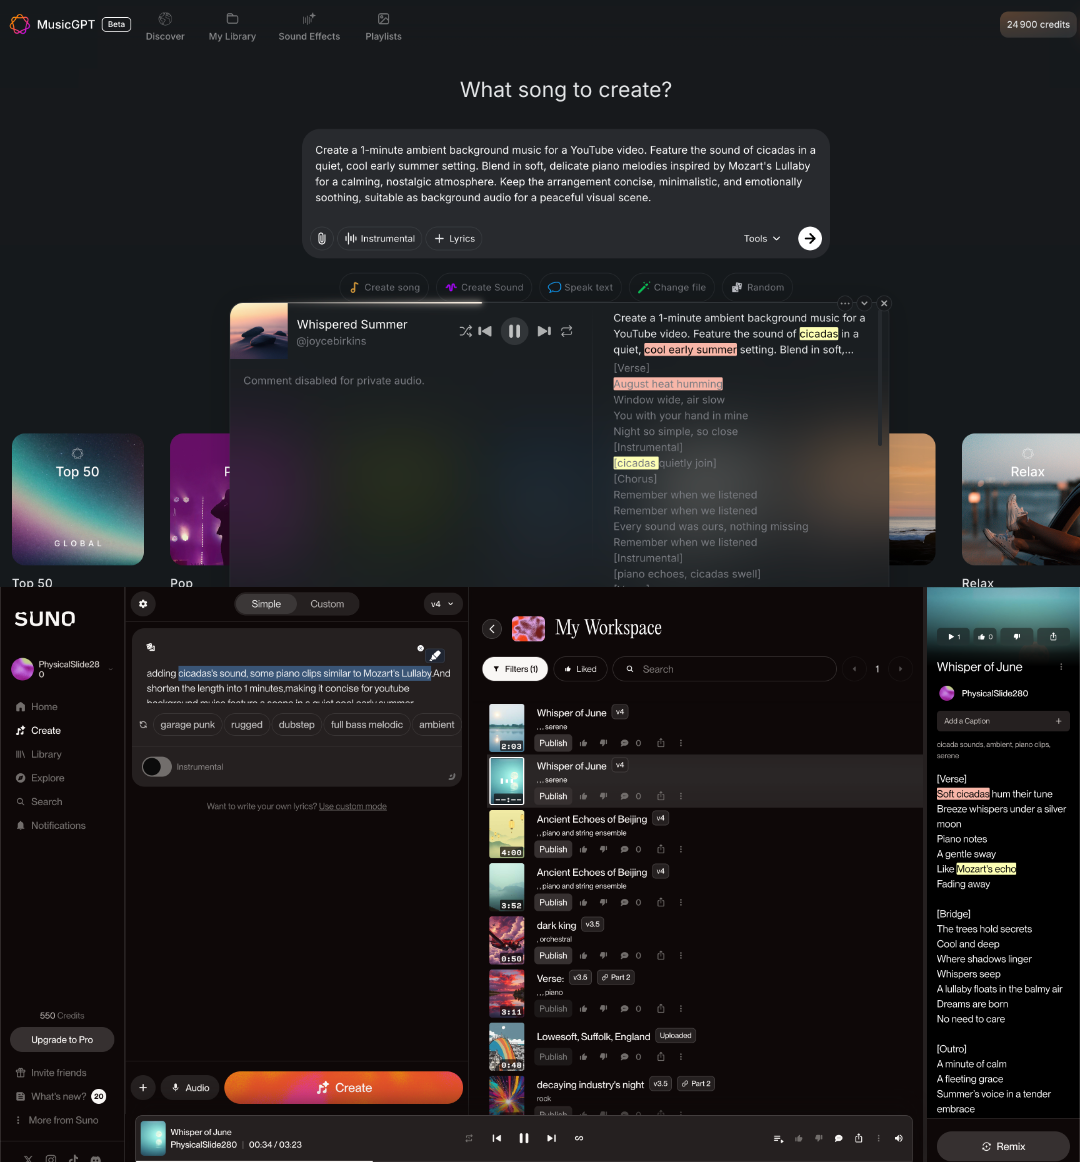 MusicGPT Beta
Discover
My Library
Sound Effects
Playlists
24 900 credits
What song to create?
Create a 1-minute ambient background music for a YouTube video. Feature the sound of cicadas in a
quiet, cool early summer setting. Blend in soft, delicate piano melodies inspired by Mozart's Lullaby
for a calming, nostalgic atmosphere. Keep the arrangement concise, minimalistic, and emotionally
soothing, suitable as background audio for a peaceful visual scene.
Instrumental
+ Lyrics
Tools
Create song
Create Sound
Speak text
Change file
Random
Whispered Summer
@joycebirkins
Comment disabled for private audio.
Create a 1-minute ambient background music for a
YouTube video. Feature the sound of cicadas in a
quiet, cool early summer setting. Blend in soft,...
[Verse]
August heat humming
Window wide, air slow
You with your hand in mine
Night so simple, so close
[Instrumental]
[cicadas quietly join]
[Chorus]
Remember when we listened
Remember when we listened
Every sound was ours, nothing missing
Remember when we listened
[Instrumental]
[piano echoes, cicadas swell]
Top 50
GLOBAL
Top 50
P
Pop
Relax
Relax
SUNO
PhysicalSlide28
0
Home
Create
Library
Explore
Search
Notifications
550 Credits
Upgrade to Pro
Invite friends
What's new? 20
More from Suno
Simple
Custom
v4
adding cicadas's sound, some piano clips similar to Mozart's Lullaby.And
shorten the length into 1 minutes,making it concise for youtube
background muisc feature a scene in a quiet cool early summer
garage punk
rugged
dubstep
full bass melodic
ambient
Instrumental
Want to write your own lyrics? Use custom mode
+
Audio
Create
My Workspace
Filters (1)
Liked
Search
1
Whisper of June v4
...serene
2:03
Publish 0
Whisper of June v4
...serene
--:--
Publish 0
Ancient Echoes of Beijing v4
...piano and string ensemble
4:00
Publish 0
Ancient Echoes of Beijing v4
...piano and string ensemble
3:52
Publish 0
dark king v3.5
, orchestral
0:50
Publish 0
Verse: v3.5 Part 2
...piano
3:11
Publish 0
Lowesoft, Suffolk, England Uploaded
0:48
Publish 0
decaying industry's night v3.5 Part 2
rock
Publish 0
1
0
Whisper of June
PhysicalSlide280
Add a Caption +
cicada sounds, ambient, piano clips,
serene
[Verse]
Soft cicadas hum their tune
Breeze whispers under a silver
moon
Piano notes
A gentle sway
Like Mozart's echo
Fading away
[Bridge]
The trees hold secrets
Cool and deep
Where shadows linger
Whispers seep
A lullaby floats in the balmy air
Dreams are born
No need to care
[Outro]
A minute of calm
A fleeting grace
Summer's voice in a tender
embrace
Remix
Whisper of June
PhysicalSlide280 | 00:34 / 03:23